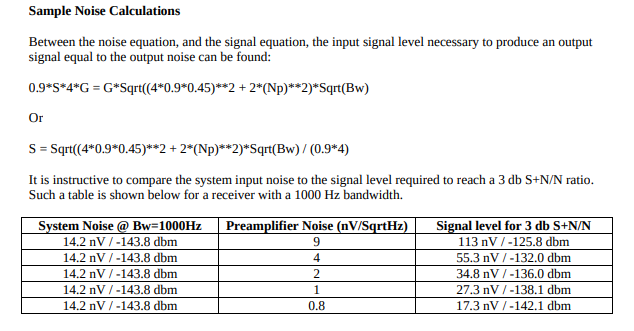 Sample Noise Calculations
Between the noise equation, and the signal equation, the input signal level necessary to produce an output
signal equal to the output noise can be found:
0.9*S*4*G = G*Sqrt((4*0.9*0.45)**2 + 2*(Np)**2)*Sqrt(Bw)
Or
S = Sqrt((4*0.9*0.45)**2 + 2*(Np)**2)*Sqrt(Bw) / (0.9*4)
It is instructive to compare the system input noise to the signal level required to reach a 3 db S+N/N ratio.
Such a table is shown below for a receiver with a 1000 Hz bandwidth.
System Noise @ Bw=1000Hz Preamplifier Noise (nV/SqrtHz) Signal level for 3 db S+N/N
14.2 nV / -143.8 dbm 9 113 nV / -125.8 dbm
14.2 nV / -143.8 dbm 4 55.3 nV / -132.0 dbm
14.2 nV / -143.8 dbm 2 34.8 nV / -136.0 dbm
14.2 nV / -143.8 dbm 1 27.3 nV / -138.1 dbm
14.2 nV / -143.8 dbm 0.8 17.3 nV / -142.1 dbm